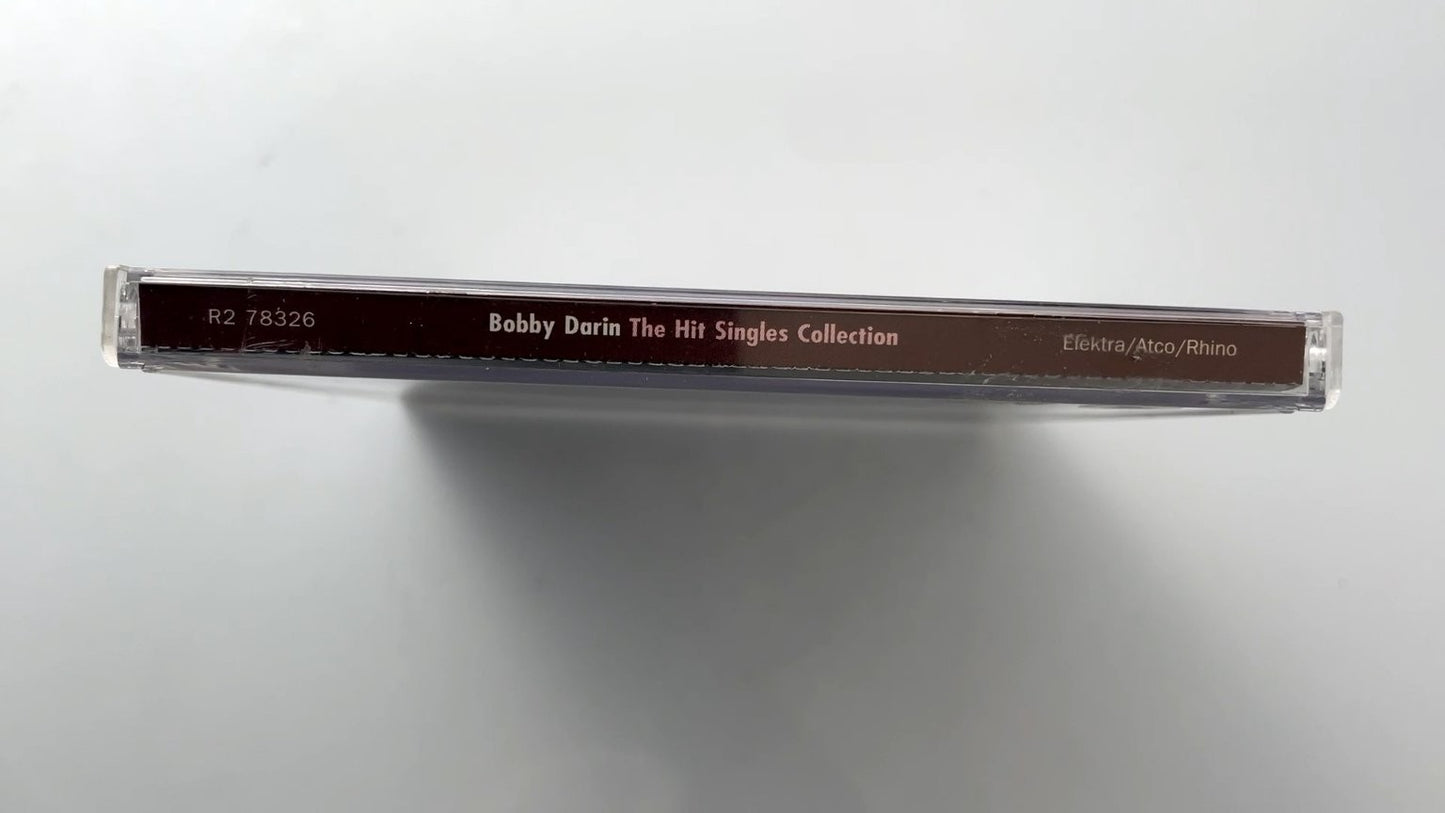 R2 78326 Bobby Darin The Hit Singles Collection Elektra/Atco/Rhino